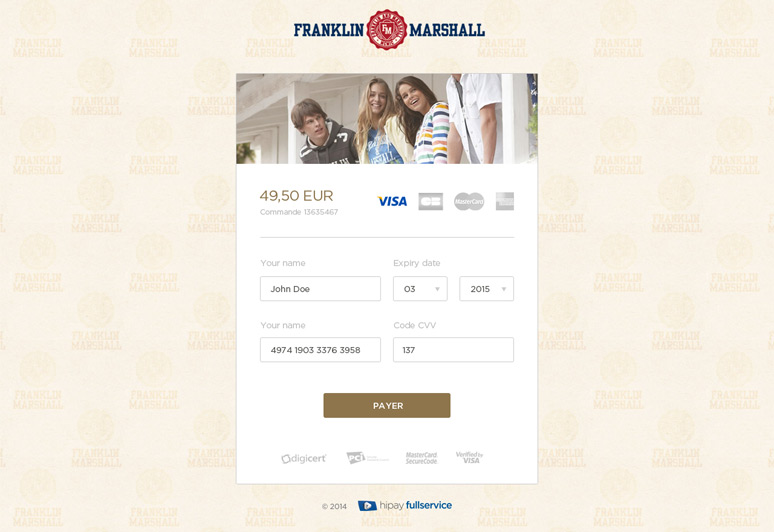 FRANKLIN MARSHALL
49,50 EUR
Commande 13635467
VISA
CB
MasterCard
Your name
Expiry date
John Doe
03
2015
Your name
Code CVV
4974 1903 3376 3958
137
PAYER
digicert
PCI
MasterCard
SecureCode
Verified by
VISA
© 2014
hipay fullservice